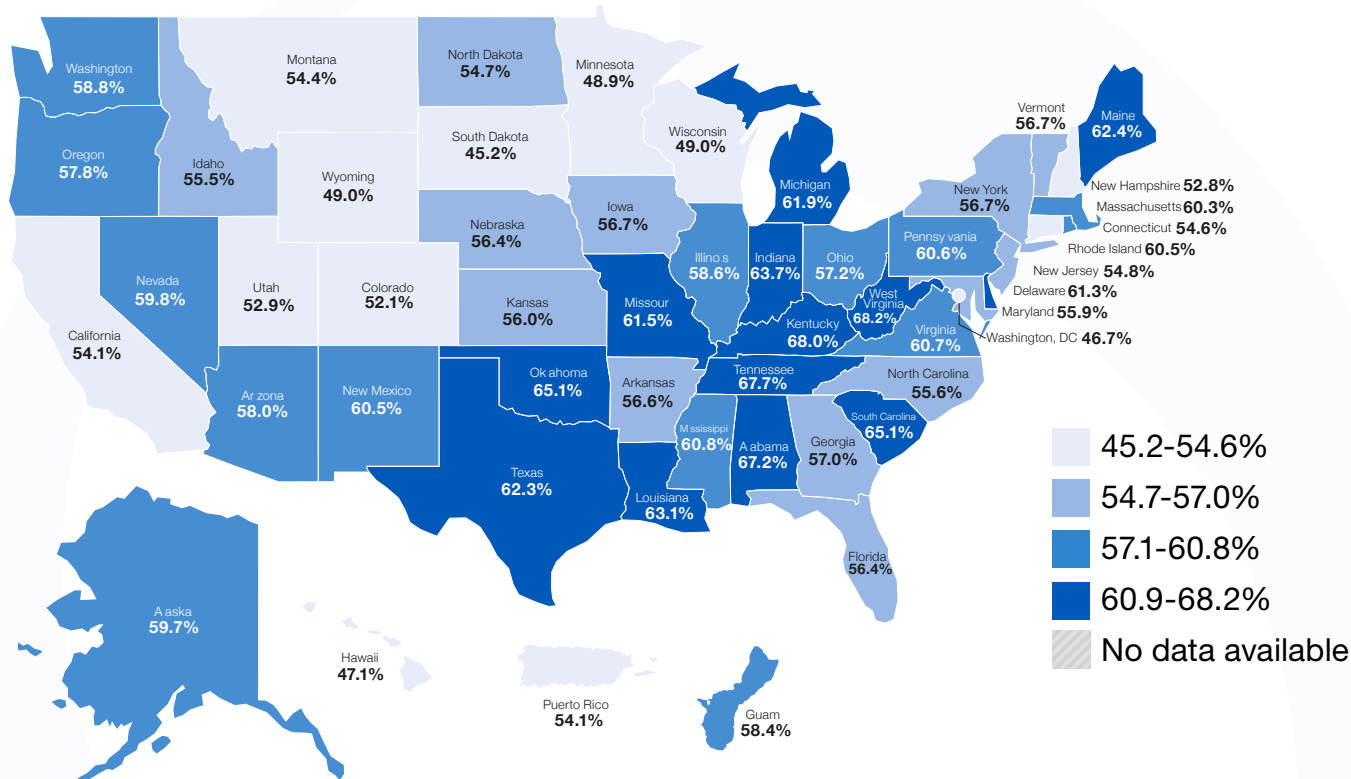 Washington
58.8%
Oregon
57.8%
California
54.1%
Nevada
59.8%
Idaho
55.5%
Montana
54.4%
Wyoming
49.0%
Utah
52.9%
Colorado
52.1%
Ar zona
58.0%
New Mexico
60.5%
North Dakota
54.7%
South Dakota
45.2%
Nebraska
56.4%
Kansas
56.0%
Ok ahoma
65.1%
Texas
62.3%
Minnesota
48.9%
Iowa
56.7%
Missour
61.5%
Arkansas
56.6%
Louisiana
63.1%
Wisconsin
49.0%
Illino s
58.6%
Michigan
61.9%
Indiana
63.7%
Ohio
57.2%
Kentucky
68.0%
Tennessee
67.7%
M ssissippi
60.8%
A abama
67.2%
Georgia
57.0%
Florida
56.4%
South Carolina
65.1%
North Carolina
55.6%
Virginia
60.7%
West
Virginia
68.2%
Pennsy vania
60.6%
New York
56.7%
Vermont
56.7%
Maine
62.4%
New Hampshire 52.8%
Massachusetts 60.3%
Connecticut 54.6%
Rhode Island 60.5%
New Jersey 54.8%
Delaware 61.3%
Maryland 55.9%
Washington, DC 46.7%
A aska
59.7%
Hawaii
47.1%
Puerto Rico
54.1%
Guam
58.4%
45.2-54.6%
54.7-57.0%
57.1-60.8%
60.9-68.2%
No data available